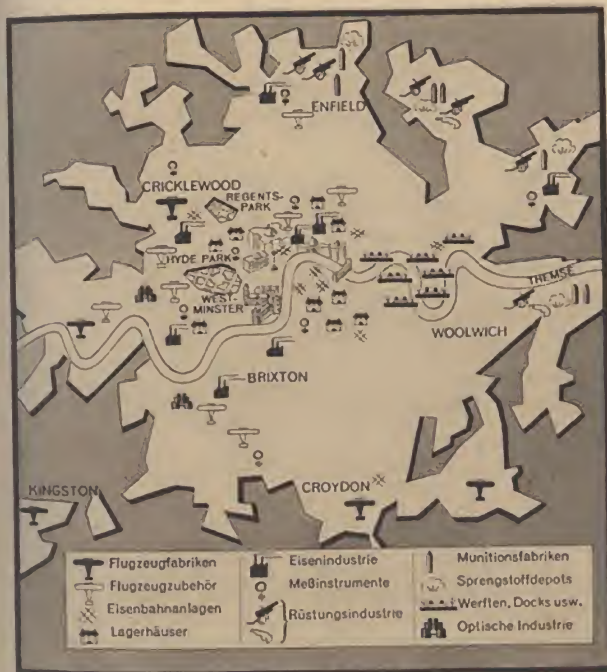 ENFIELD
CRICKLEWOOD
REGENTS-
PARK
HYDE PARK
WEST-
MINSTER
THEMSE
WOOLWICH
BRIXTON
KINGSTON
CROYDON
Flugzeugfabriken
Flugzeugzubehör
Eisenbahnanlagen
Lagerhäuser
Eisenindustrie
Meßinstrumente
Rüstungsindustrie
Munitionsfabriken
Sprengstoffdepots
Werften, Docks usw.
Optische Industrie